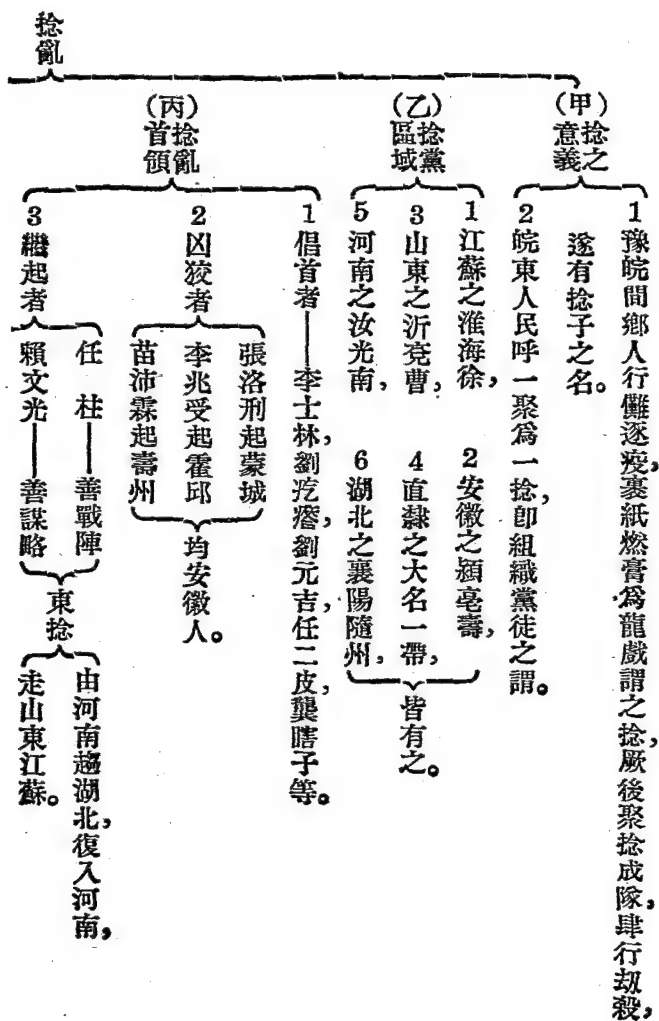 捻亂
(甲)捻之意義
1 豫皖間鄉人行儺逐疫,裹紙燃膏爲龍戲謂之捻,厥後聚捻成隊,肆行刼殺,
遂有捻子之名。
2 皖東人民呼一聚爲一捻,卽組織黨徒之謂。
(乙)捻黨區域
1 江蘇之淮海徐,
2 安徽之潁亳壽,
3 山東之沂兗曹,
4 直隸之大名一帶,
5 河南之汝光南,
6 湖北之襄陽隨州,
皆有之。
(丙)捻亂首領
1 倡首者——李士林,劉疙瘩,劉元吉,任二皮,龔瞎子等。
2 凶狡者
張洛刑起蒙城
李兆受起霍邱
苗沛霖起壽州
均安徽人。
3 繼起者
任柱——善戰陣
賴文光——善謀略
東捻
由河南趨湖北,復入河南,
走山東江蘇。